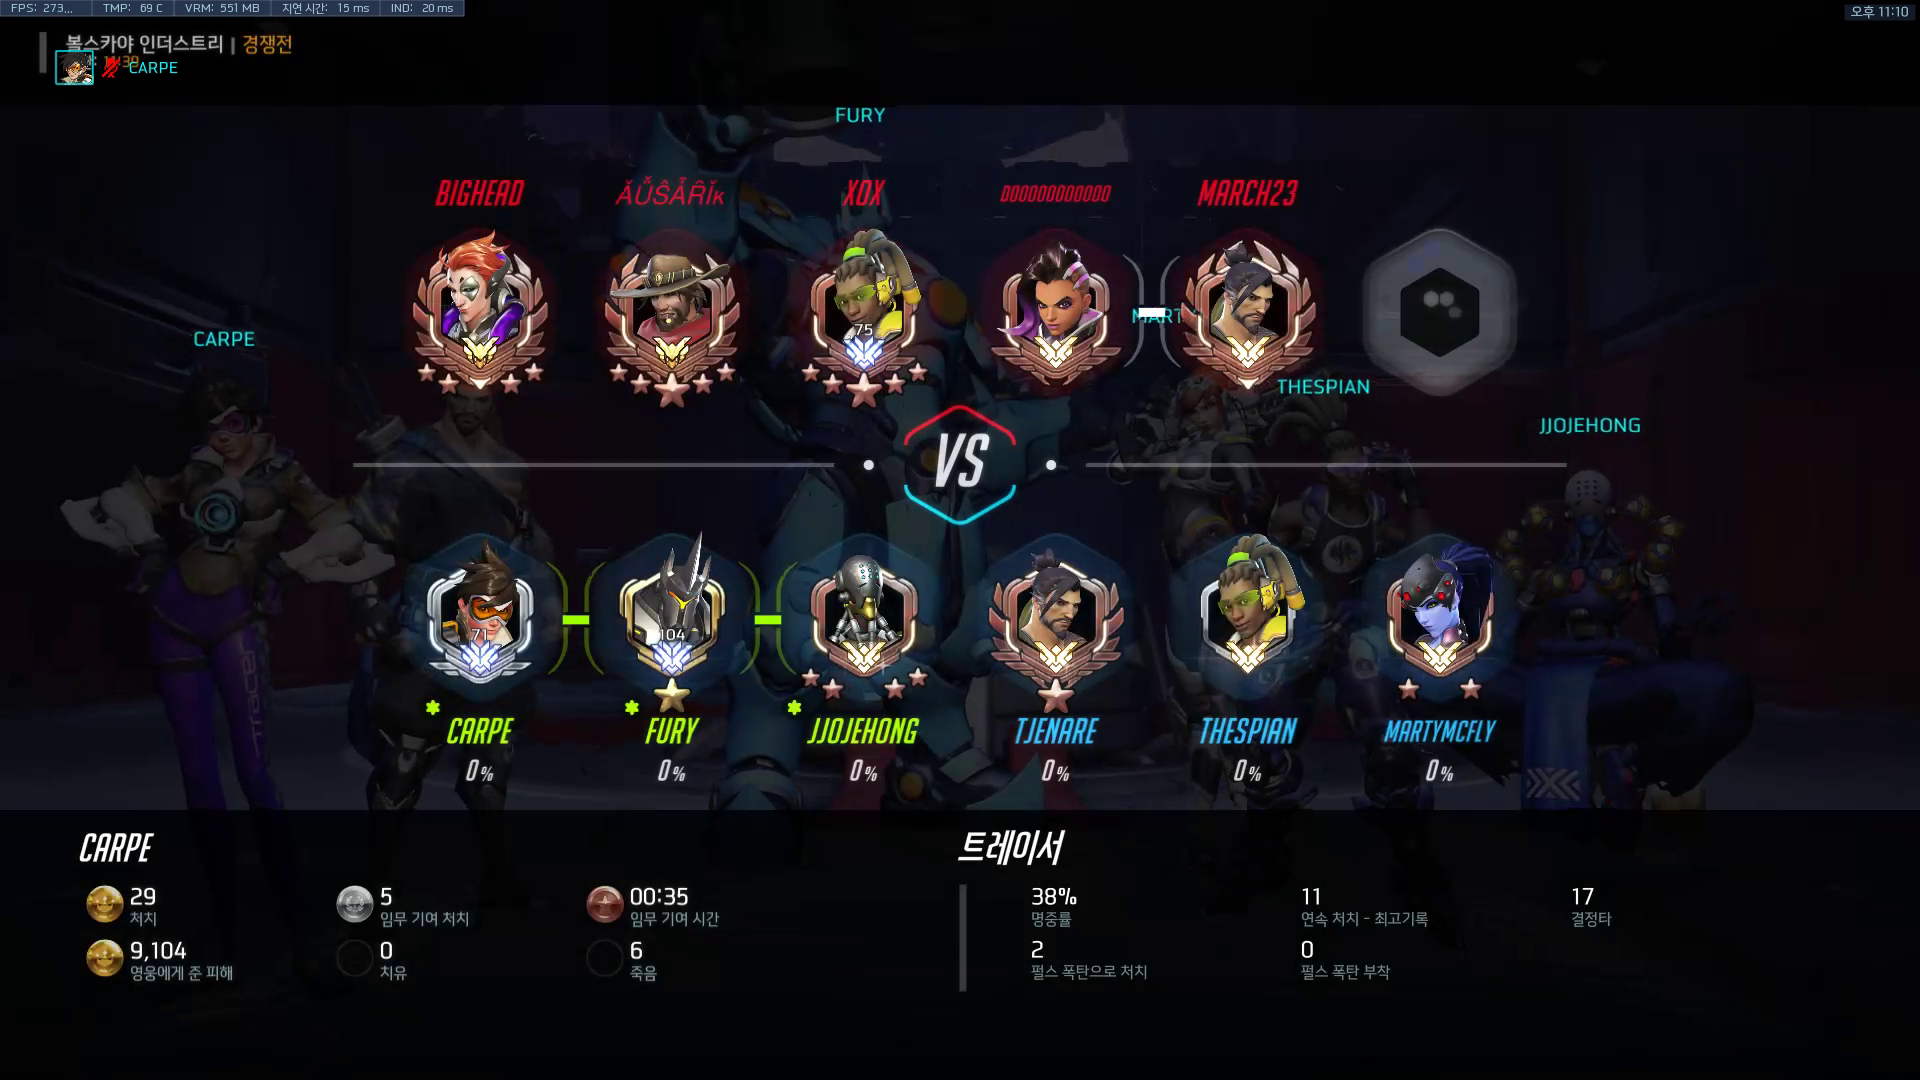 FPS: 273... TMP: 69 C VRM: 551 MB 지연 시간: 15 ms IND: 20 ms
오후 11:10
볼스카야 인더스트리 | 경쟁전
CARPE
FURY
BIGHEAD ĂǗŜÅȒǏĸ XOX DOOOOOOOOOOO MARCH23
75
CARPE
MART
THESPIAN
JJOJEHONG
VS
TRACER
71 104
* CARPE * FURY * JJOJEHONG TJENARE THESPIAN MARTYMCFLY
0% 0% 0% 0% 0% 0%
CARPE
29
처치
5
임무 기여 처치
00:35
임무 기여 시간
9,104
영웅에게 준 피해
0
치유
6
죽음
트레이서
38%
명중률
11
연속 처치 - 최고기록
17
결정타
2
펄스 폭탄으로 처치
0
펄스 폭탄 부착